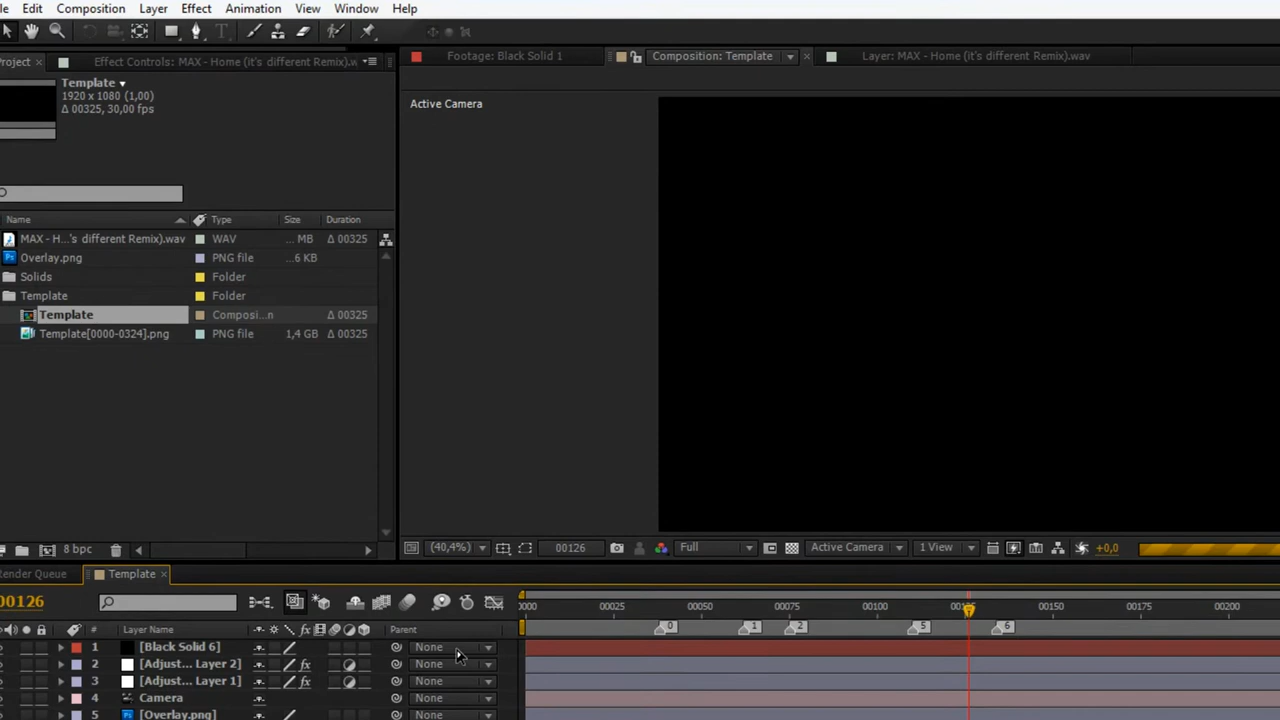 le Edit Composition Layer Effect Animation View Window Help
Project × Effect Controls: MAX - Home (it's different Remix).w
Footage: Black Solid 1 Composition: Template × Layer: MAX - Home (it's different Remix).wav
Template
1920 x 1080 (1,00)
Δ 00325, 30,00 fps
Active Camera
Name Type Size Duration
MAX - H...'s different Remix).wav WAV ... MB Δ 00325
Overlay.png PNG file ...6 KB
Solids Folder
Template Folder
Template Composi...n Δ 00325
Template[0000-0324].png PNG file 1,4 GB Δ 00325
8 bpc
(40,4%) 00126 Full Active Camera 1 View +0,0
Render Queue Template ×
00126
0000 00025 00050 00075 00100 00150 00175 00200
0 1 2 5 6
# Layer Name fx Parent
1 [Black Solid 6] None
2 [Adjust... Layer 2] fx None
3 [Adjust... Layer 1] fx None
4 Camera None
5 [Overlay.png] None